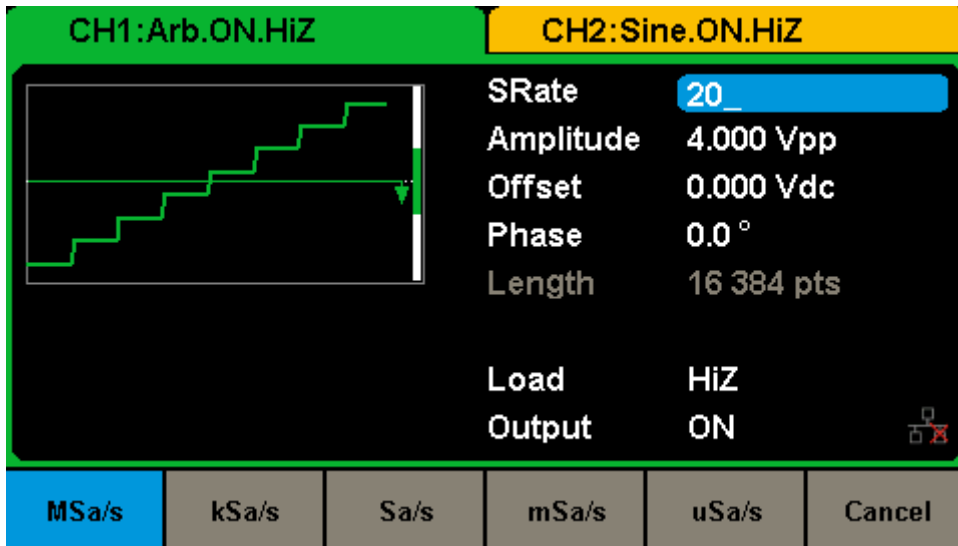 CH1:Arb.ON.HiZ
CH2:Sine.ON.HiZ
SRate 20_
Amplitude 4.000 Vpp
Offset 0.000 Vdc
Phase 0.0 °
Length 16 384 pts
Load HiZ
Output ON
MSa/s kSa/s Sa/s mSa/s uSa/s Cancel